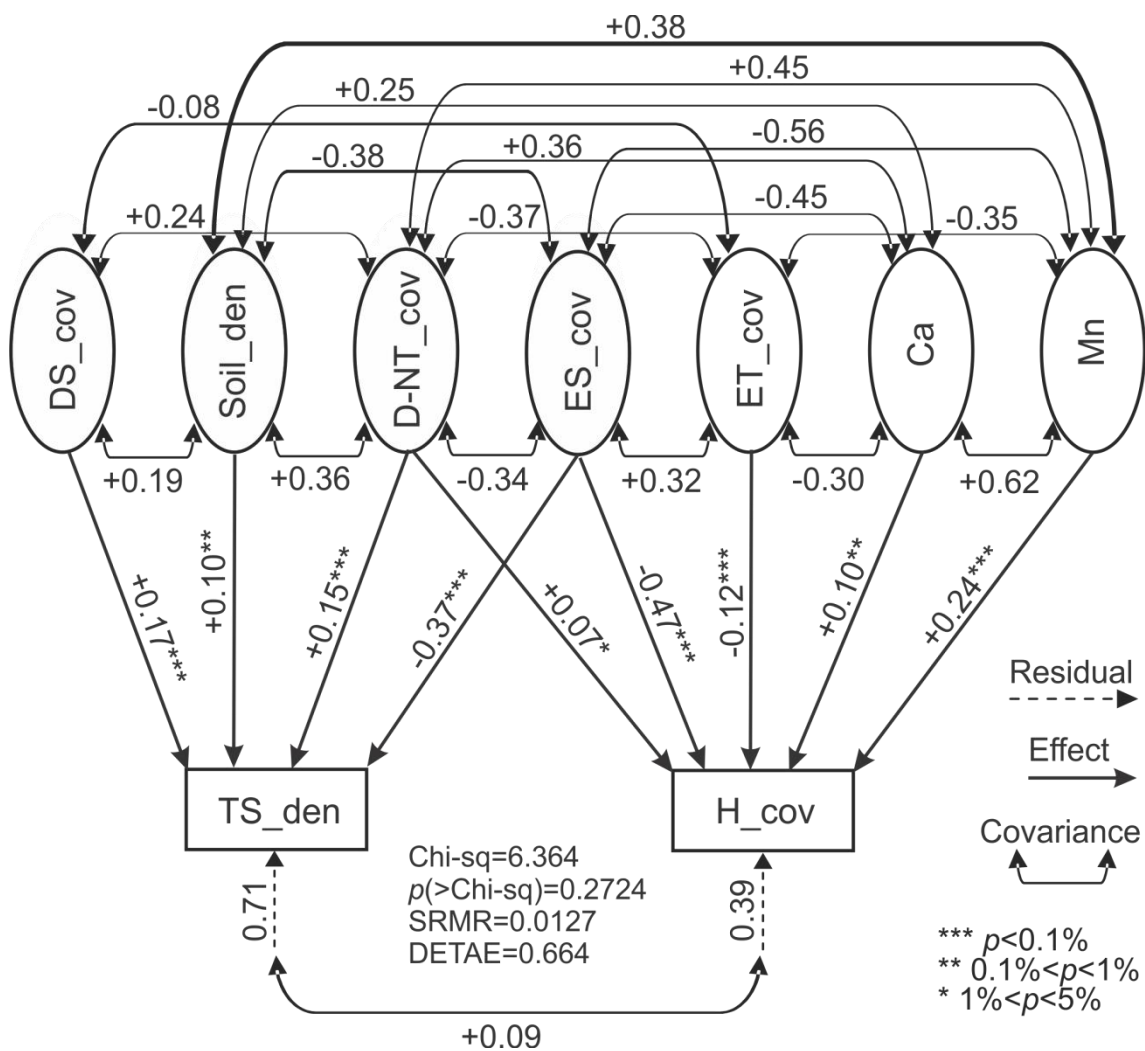 +0.38
+0.45
+0.25
-0.08
-0.56
-0.38
+0.36
+0.24
-0.37
-0.45
-0.35
DS_cov
Soil_den
D-NT_cov
ES_cov
ET_cov
Ca
Mn
+0.19
+0.36
-0.34
+0.32
-0.30
+0.62
+0.17***
+0.10**
+0.15***
-0.37***
+0.07*
-0.47***
-0.12***
+0.10**
+0.24***
Residual
Effect
Covariance
TS_den
H_cov
Chi-sq=6.364
p(>Chi-sq)=0.2724
SRMR=0.0127
DETAE=0.664
0.71
0.39
+0.09
*** p<0.1%
** 0.1%<p<1%
* 1%<p<5%